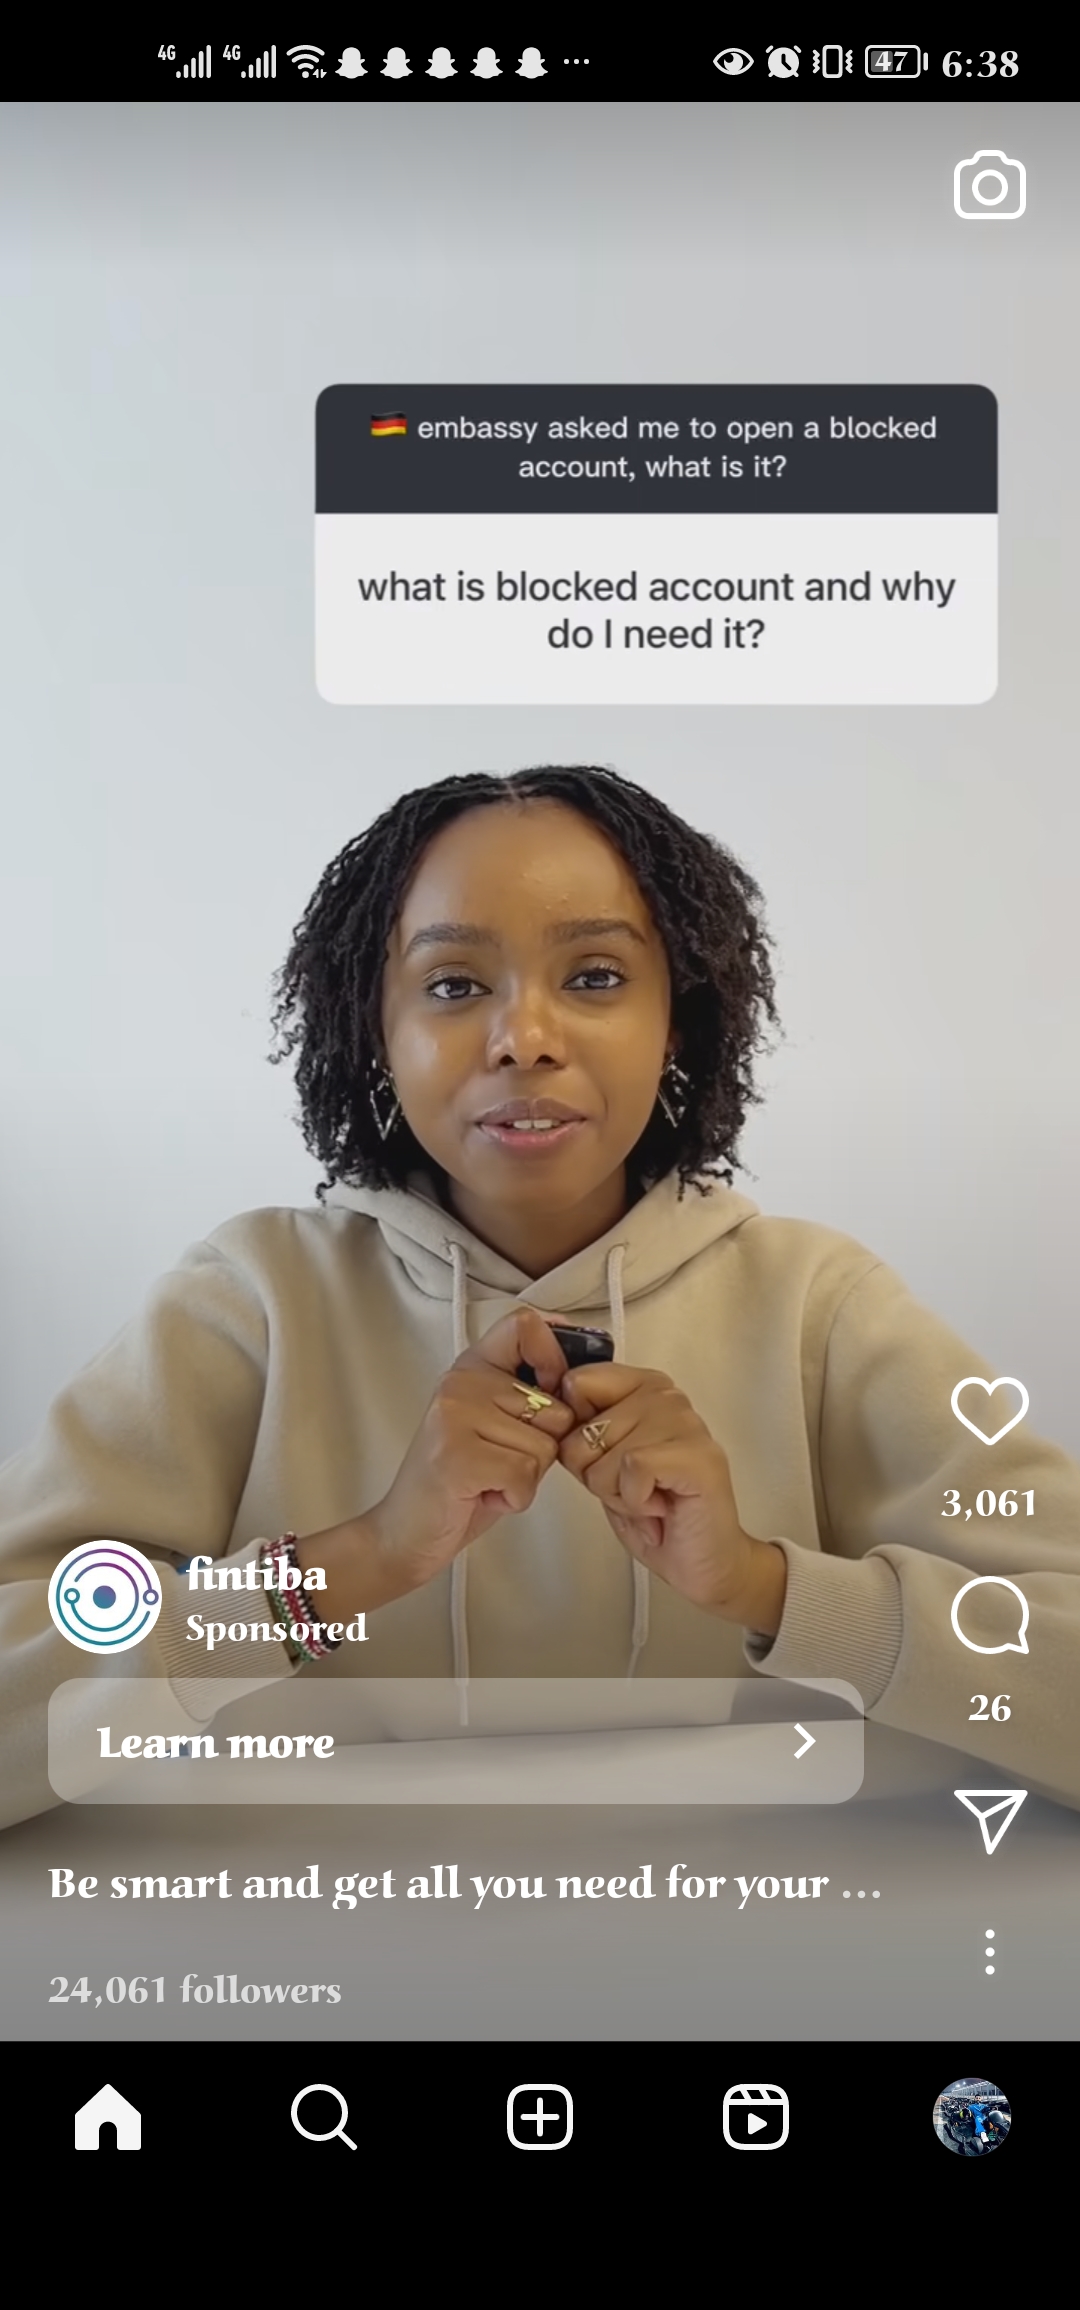 4G 4G 47 6:38
🇩🇪 embassy asked me to open a blocked
account, what is it?
what is blocked account and why
do I need it?
3,061
fintiba
Sponsored
26
Learn more
Be smart and get all you need for your ...
24,061 followers